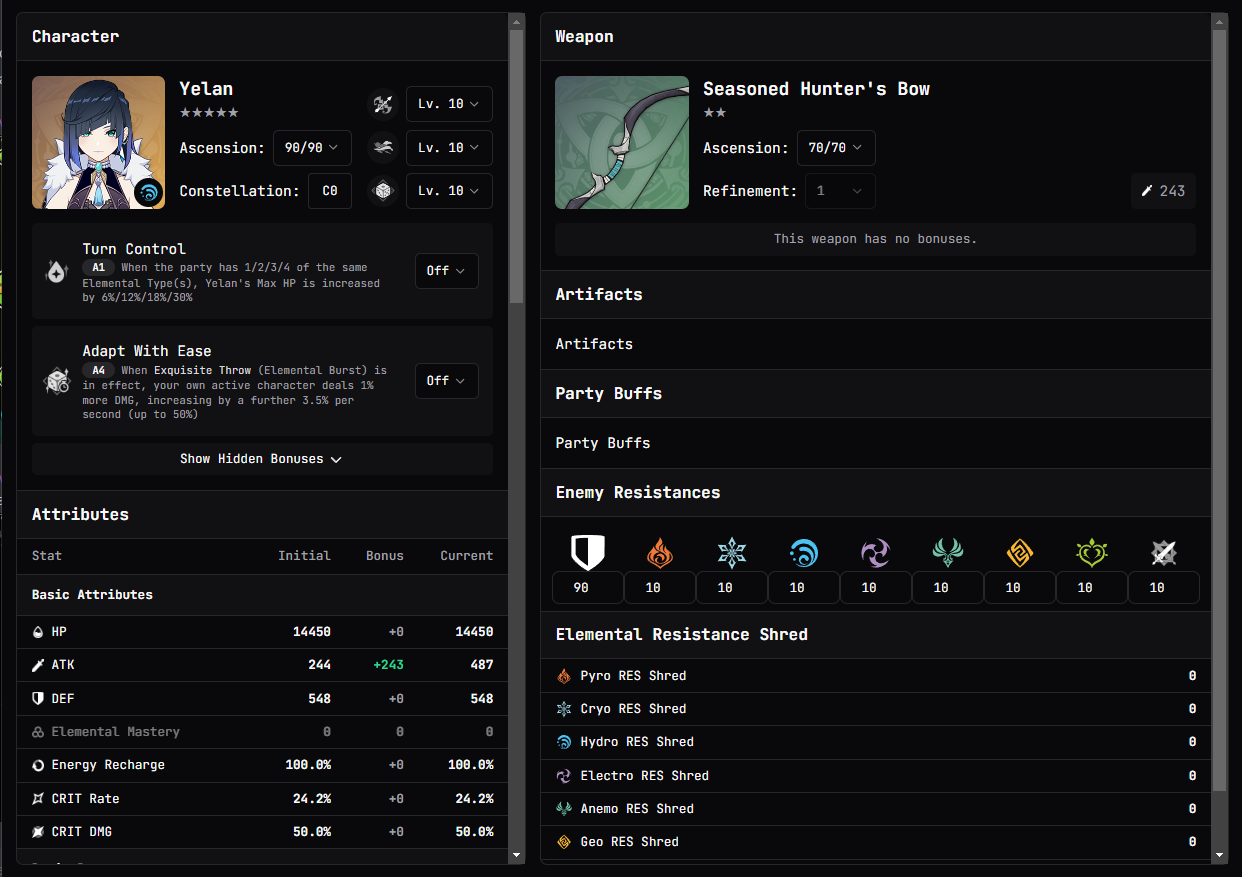 Character
Yelan
Lv. 10
Ascension: 90/90
Lv. 10
Constellation: C0
Lv. 10
Turn Control
A1 When the party has 1/2/3/4 of the same
Elemental Type(s), Yelan's Max HP is increased
by 6%/12%/18%/30%
Off
Adapt With Ease
A4 When Exquisite Throw (Elemental Burst) is
in effect, your own active character deals 1%
more DMG, increasing by a further 3.5% per
second (up to 50%)
Off
Show Hidden Bonuses
Attributes
Stat Initial Bonus Current
Basic Attributes
HP 14450 +0 14450
ATK 244 +243 487
DEF 548 +0 548
Elemental Mastery 0 0 0
Energy Recharge 100.0% +0 100.0%
CRIT Rate 24.2% +0 24.2%
CRIT DMG 50.0% +0 50.0%
Weapon
Seasoned Hunter's Bow
Ascension: 70/70
Refinement: 1
243
This weapon has no bonuses.
Artifacts
Artifacts
Party Buffs
Party Buffs
Enemy Resistances
90 10 10 10 10 10 10 10 10
Elemental Resistance Shred
Pyro RES Shred 0
Cryo RES Shred 0
Hydro RES Shred 0
Electro RES Shred 0
Anemo RES Shred 0
Geo RES Shred 0